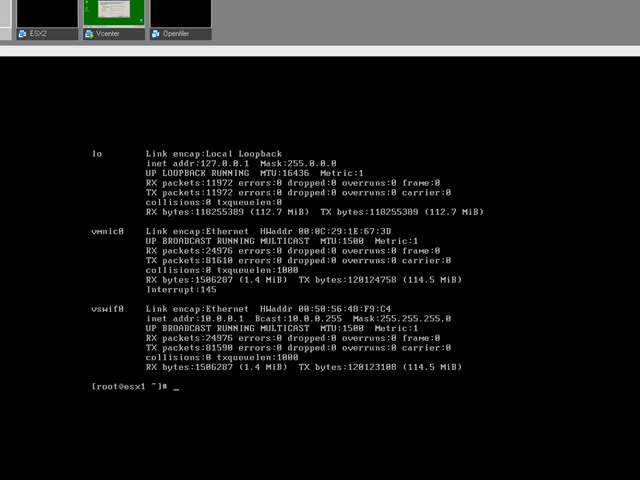 ESX2
Vcenter
Openfiler
lo Link encap:Local Loopback
inet addr:127.0.0.1 Mask:255.0.0.0
UP LOOPBACK RUNNING MTU:16436 Metric:1
RX packets:11972 errors:0 dropped:0 overruns:0 frame:0
TX packets:11972 errors:0 dropped:0 overruns:0 carrier:0
collisions:0 txqueuelen:0
RX bytes:118255389 (112.7 MiB) TX bytes:118255389 (112.7 MiB)
vmnic0 Link encap:Ethernet HWaddr 00:0C:29:1E:67:3D
UP BROADCAST RUNNING MULTICAST MTU:1500 Metric:1
RX packets:24976 errors:0 dropped:0 overruns:0 frame:0
TX packets:81610 errors:0 dropped:0 overruns:0 carrier:0
collisions:0 txqueuelen:1000
RX bytes:1506287 (1.4 MiB) TX bytes:120124758 (114.5 MiB)
Interrupt:145
vswif0 Link encap:Ethernet HWaddr 00:50:56:48:F9:C4
inet addr:10.0.0.1 Bcast:10.0.0.255 Mask:255.255.255.0
UP BROADCAST RUNNING MULTICAST MTU:1500 Metric:1
RX packets:24976 errors:0 dropped:0 overruns:0 frame:0
TX packets:81590 errors:0 dropped:0 overruns:0 carrier:0
collisions:0 txqueuelen:1000
RX bytes:1506287 (1.4 MiB) TX bytes:120123108 (114.5 MiB)
[root@esx1 ~]# _